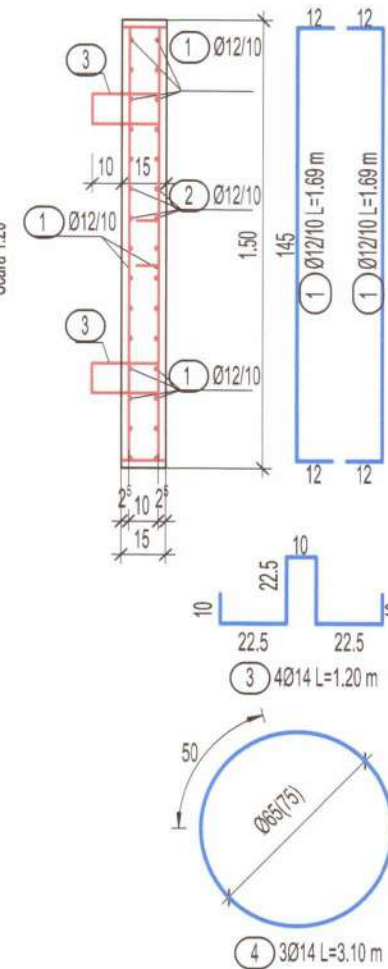 1 Ø12/10
12 12
3
10 15
2 Ø12/10
1 Ø12/10
1.50
145
1 Ø12/10 L=1.69 m
1 Ø12/10 L=1.69 m
3
1 Ø12/10
12 12
2⁵ 10 2⁵
15
10
22.5
10
22.5 22.5
3 4Ø14 L=1.20 m
50
Ø65(75)
4 3Ø14 L=3.10 m